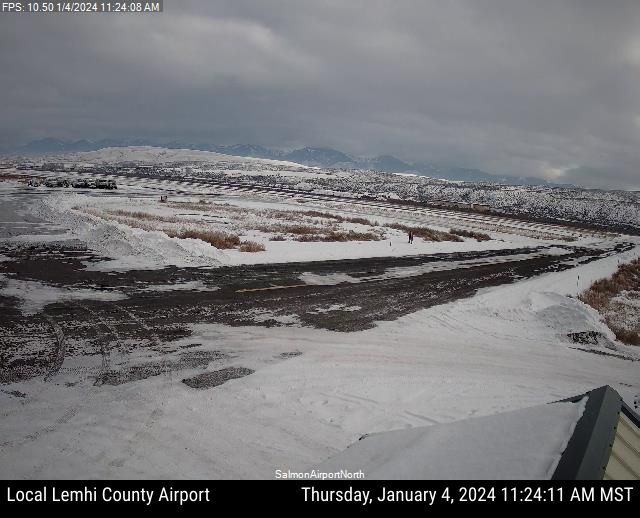 FPS: 10.50 1/4/2024 11:24:08 AM
SalmonAirportNorth
Local Lemhi County Airport Thursday, January 4, 2024 11:24:11 AM MST